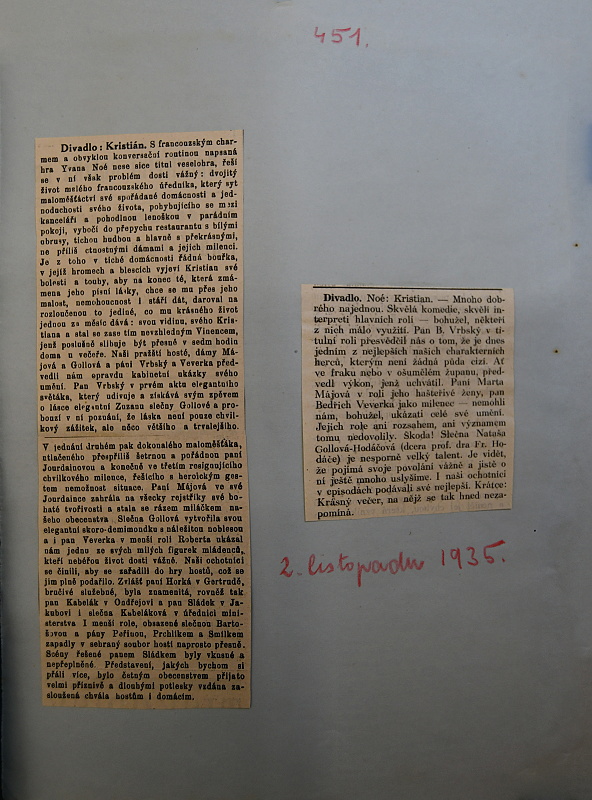 451.
Divadlo: Kristián. S francouzským char-
mem a obvyklou konversační routinou napsaná
hra Yvana Noé nese sice titul veselohra, řeší
se v ní však problém dosti vážný: dvojitý
život malého francouzského úředníka, který syt
maloměšťáctví své spořádané domácnosti a jed-
noduchosti svého života, pohybujícího se mezi
kanceláří a pohodlnou lenoškou v parádním
pokoji, vybočí do přepychu restaurantu s bílými
ubrusy, tichou hudbou a hlavně s překrásnými,
ne příliš ctnostnými dámami a jejich milenci.
Je z toho v tiché domácnosti řádná bouřka,
v jejíž hromech a blescích vyjeví Kristian své
bolesti a touhy, aby na konec té, která zná-
mená jeho písni lásky, chce se mu přes jeho
malost, nemohoucnost i stáří dát, daroval na
rozloučenou to jediné, co mu krásného život
jednou za měsíc dává: svou vidinu, svého Kris-
tiana a stal se zase tím nevzhledným Vincencem,
jenž poslušně slibuje být přesně v sedm hodin
doma u večeře. Naši pražští hosté, dámy Má-
jová a Gollová a páni Vrbský a Veverka před-
vedli nám opravdu kabinetní ukázky svého
umění. Pan Vrbský v prvém aktu elegantního
světáka, který udivuje a získává svým zpěvem
o lásce elegantní Zuzanu slečny Gollové a pro-
bouzí v ní poznání, že láska není pouze chvil-
kový zážitek, ale něco většího a trvalejšího.
V jednání druhém pak dokonalého maloměšťáka,
utlačeného přespříliš šetrnou a pořádnou paní
Jourdainovou a konečně ve třetím resignujícího
chvilkového milence, řešícího s heroickým ges-
tem nemožnost situace. Paní Májová ve své
Jourdaince zahrála na všecky rejstříky své bo-
haté tvořivosti a stala se rázem miláčkem na-
šeho obecenstva. Slečna Gollová vytvořila svou
elegantní skoro-demimondku s náležitou noblesou
a i pan Veverka v menší roli Roberta ukázal
nám jednu ze svých milých figurek mládenců,
kteří neběřou život dosti vážně. Naši ochotníci
se činili, aby se zařadili do hry hostů, což se
jim plně podařilo. Zvlášť paní Horká v Gertrudě,
bručivé služebné, byla znamenitá, rovněž tak
pan Kabelák v Ondřejovi a pan Sládek v Ja-
kubovi i slečna Kabeláková v úřednici mini-
sterstva I menší role, obsazené slečnou Barto-
šovou a pány Peřinou, Prchlíkem a Smílkem
zapadly v sehraný soubor hostí naprosto přesně.
Scény řešené panem Sládkem byly vkusné a
nepřeplněné. Představení, jakých bychom si
přáli více, bylo četným obecenstvem přijato
velmi příznivě a dlouhými potlesky vzdána za-
sloužená chvála hostům i domácím.
Divadlo. Noé: Kristian. — Mnoho dob-
rého najednou. Skvělá komedie, skvělí in-
terpreti hlavních rolí — bohužel, někteří
z nich málo využití. Pan B. Vrbský v ti-
tulní roli přesvědčil nás o tom, že je dnes
jedním z nejlepších našich charakterních
herců, kterým není žádná půda cizí. Ať
ve fraku nebo v ošumělém županu, před-
vedl výkon, jenž uchvátil. Paní Marta
Májová v roli jeho hašteřivé ženy, pan
Bedřich Veverka jako milenec — nemohli
nám, bohužel, ukázati celé své umění.
Jejich role ani rozsahem, ani významem
tomu nedovolily. Škoda! Slečna Nataša
Gollová-Hodáčová (dcera prof. dra Fr. Ho-
dáče) je nesporně velký talent. Je vidět,
že pojímá svoje povolání vážně a jistě o
ní ještě mnoho uslyšíme. I naši ochotníci
v episodách podávali své nejlepší. Krátce:
Krásný večer, na nějž se tak hned neza-
pomíná.
2. listopadu 1935.